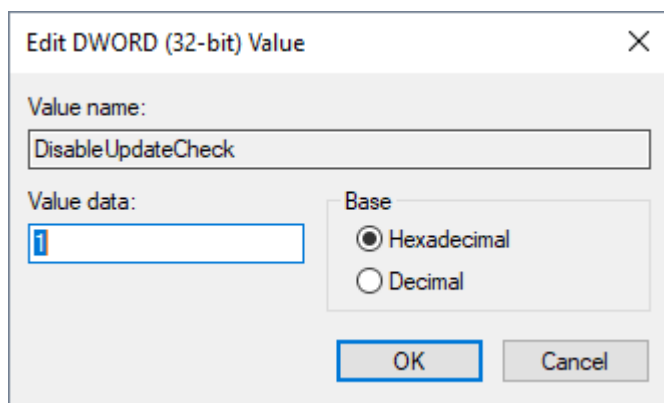 Edit DWORD (32-bit) Value
Value name:
DisableUpdateCheck
Value data:
1
Base
Hexadecimal
Decimal
OK
Cancel